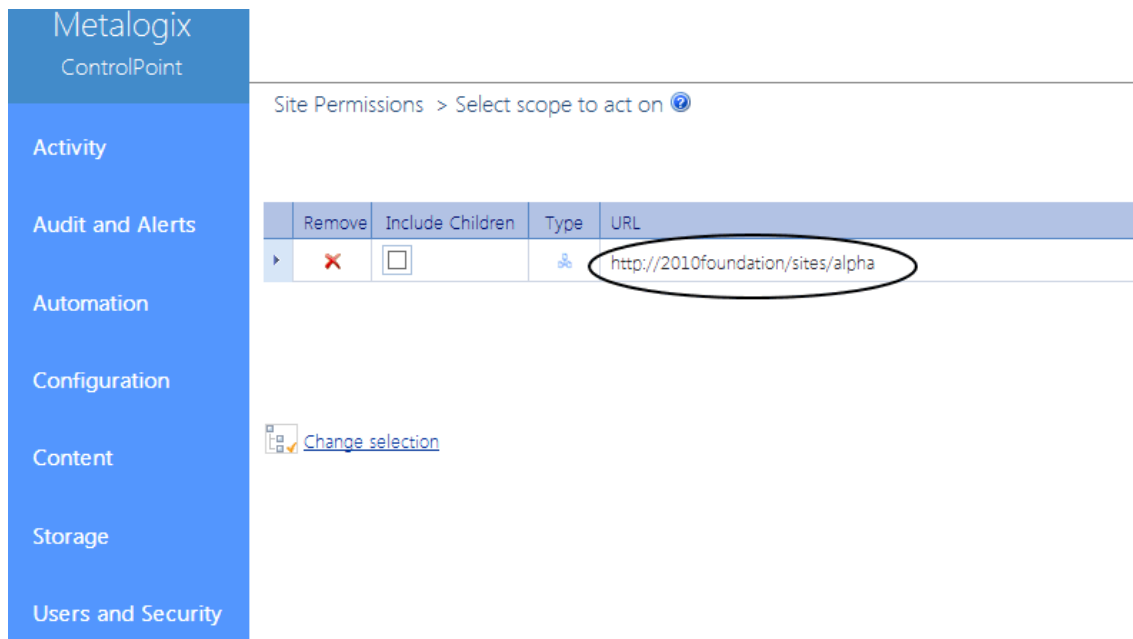 Metalogix
ControlPoint
Site Permissions > Select scope to act on ?
Activity
Audit and Alerts
Automation
Configuration
Content
Storage
Users and Security
Remove Include Children Type URL
http://2010foundation/sites/alpha
Change selection